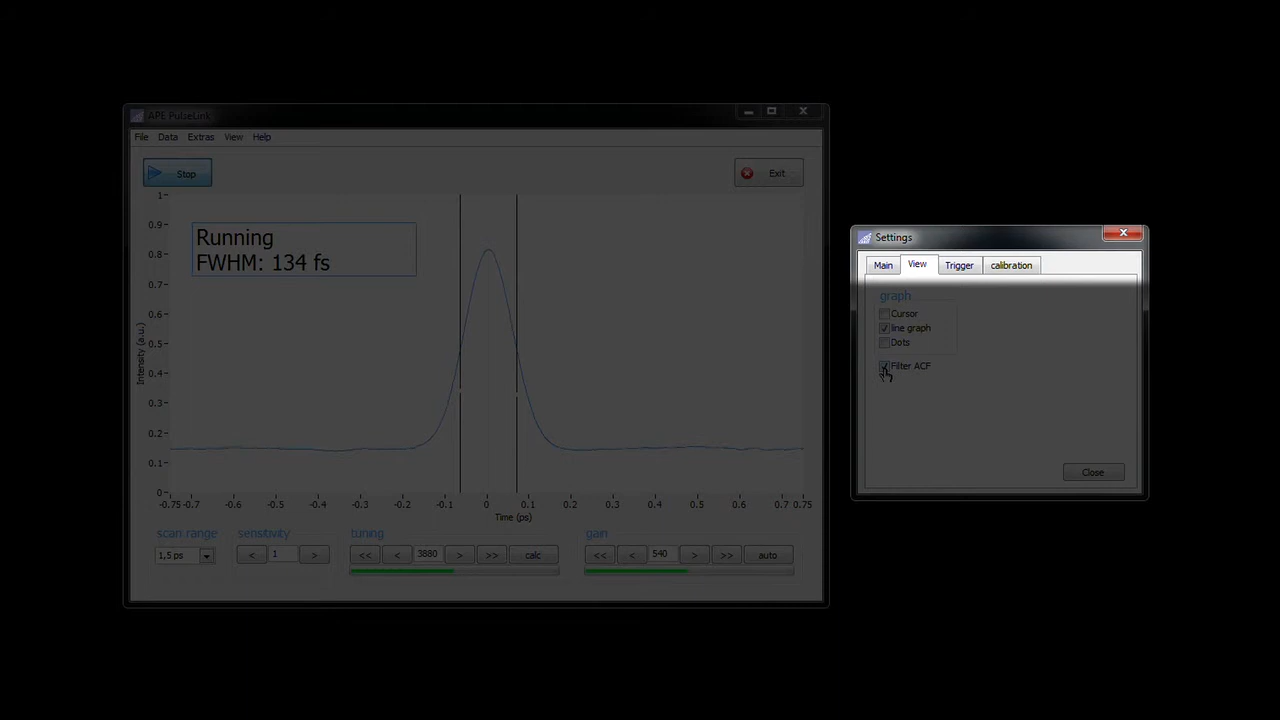 APE PulseLink
File Data Extras View Help
Stop
Exit
Running
FWHM: 134 fs
Intensity (a.u.)
1
0.9
0.8
0.7
0.6
0.5
0.4
0.3
0.2
0.1
0
-0.75 -0.7 -0.6 -0.5 -0.4 -0.3 -0.2 -0.1 0 0.1 0.2 0.3 0.4 0.5 0.6 0.7 0.75
Time (ps)
scan range sensitivity tuning gain
1,5 ps < 1 > << < 3880 > >> calc << < 540 > >> auto
Settings
Main View Trigger calibration
graph
Cursor
line graph
Dots
Filter ACF
Close